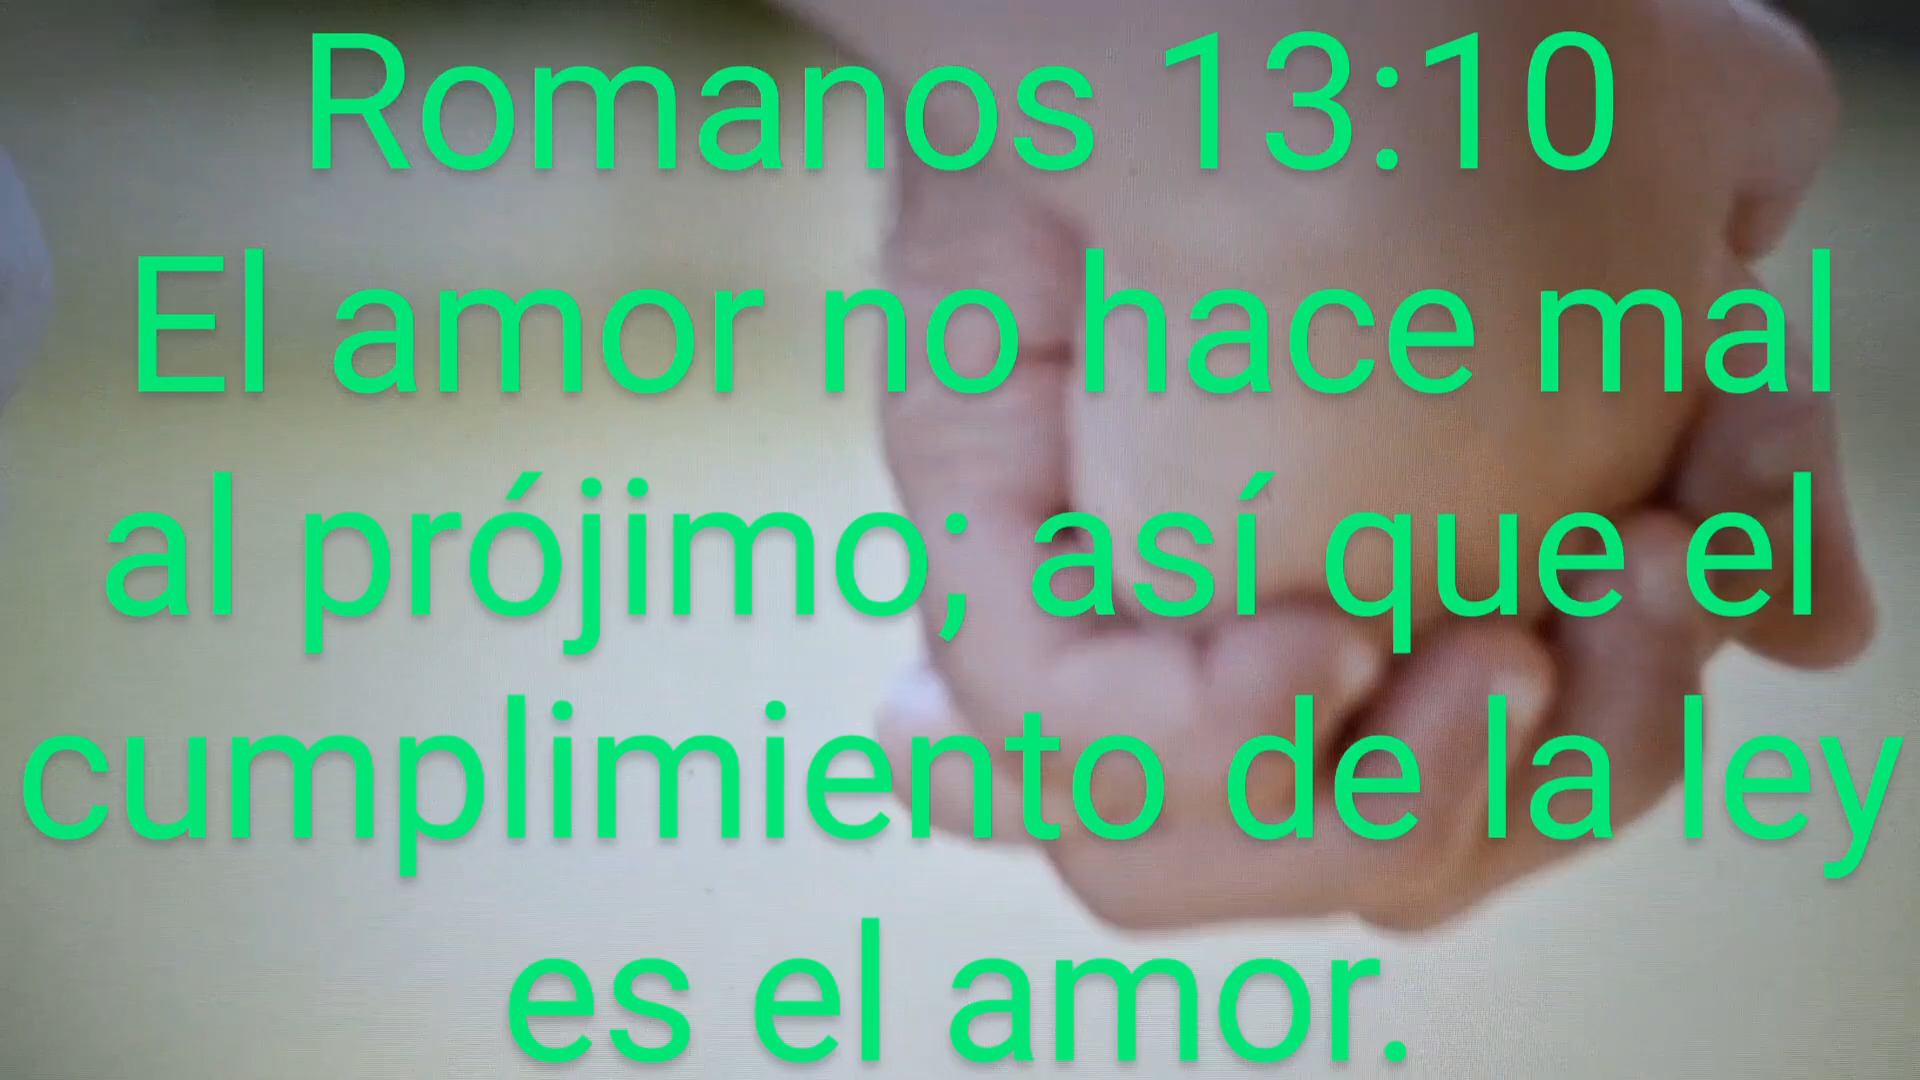 Romanos 13:10
El amor no hace mal
al prójimo; así que el
cumplimiento de la ley
es el amor.